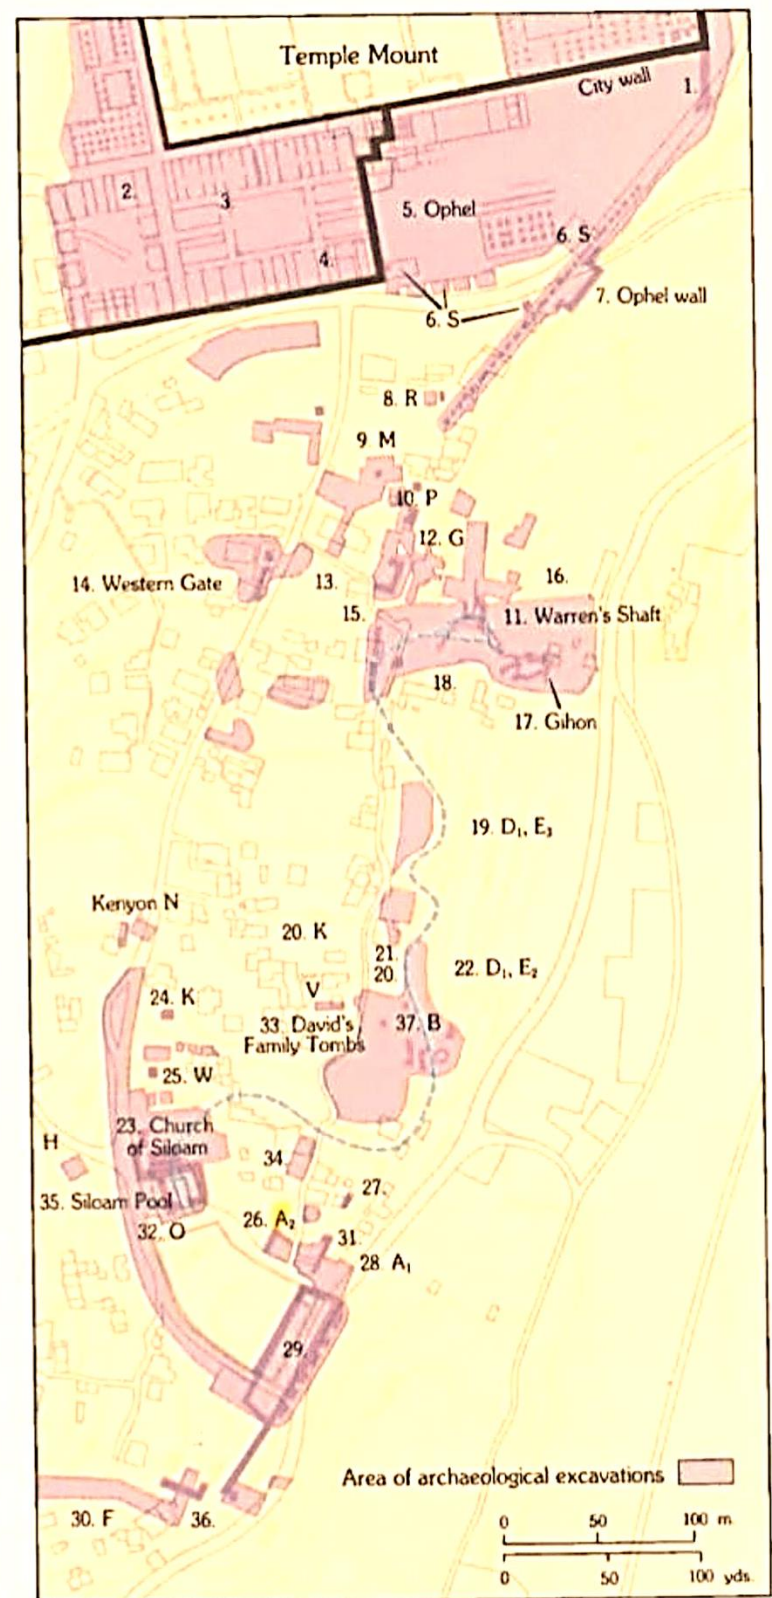 Temple Mount
City wall
1.
2.
3.
4.
5. Ophel
6. S
7. Ophel wall
6. S
8. R
9 M
10. P
12. G
14. Western Gate
13.
16.
15.
11. Warren's Shaft
18.
17. Gihon
19. D₁, E₃
Kenyon N
20. K
21.
20.
22. D₁, E₂
24. K
V
33. David's
Family Tombs
37. B
25. W
23. Church
of Siloam
H
34
35. Siloam Pool
27.
26. A₂
32. O
31.
28. A₁
29.
Area of archaeological excavations
30. F
36.
0 50 100 m
0 50 100 yds.